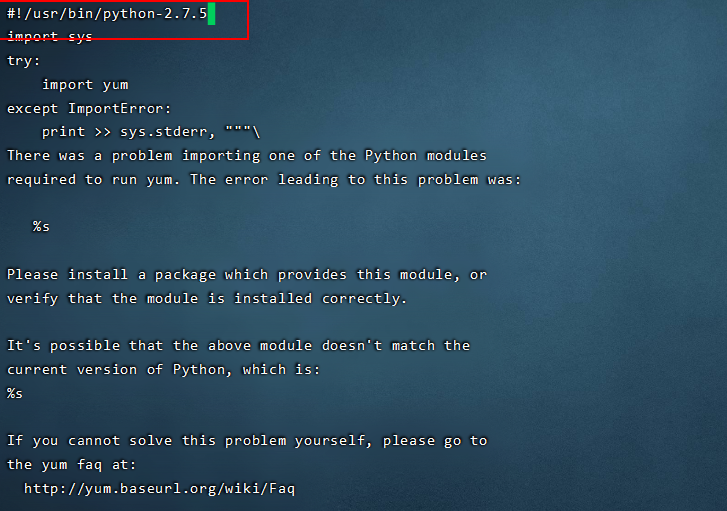 #!/usr/bin/python-2.7.5
import sys
try:
    import yum
except ImportError:
    print >> sys.stderr, """\
There was a problem importing one of the Python modules
required to run yum. The error leading to this problem was:

   %s

Please install a package which provides this module, or
verify that the module is installed correctly.

It's possible that the above module doesn't match the
current version of Python, which is:
%s

If you cannot solve this problem yourself, please go to
the yum faq at:
  http://yum.baseurl.org/wiki/Faq